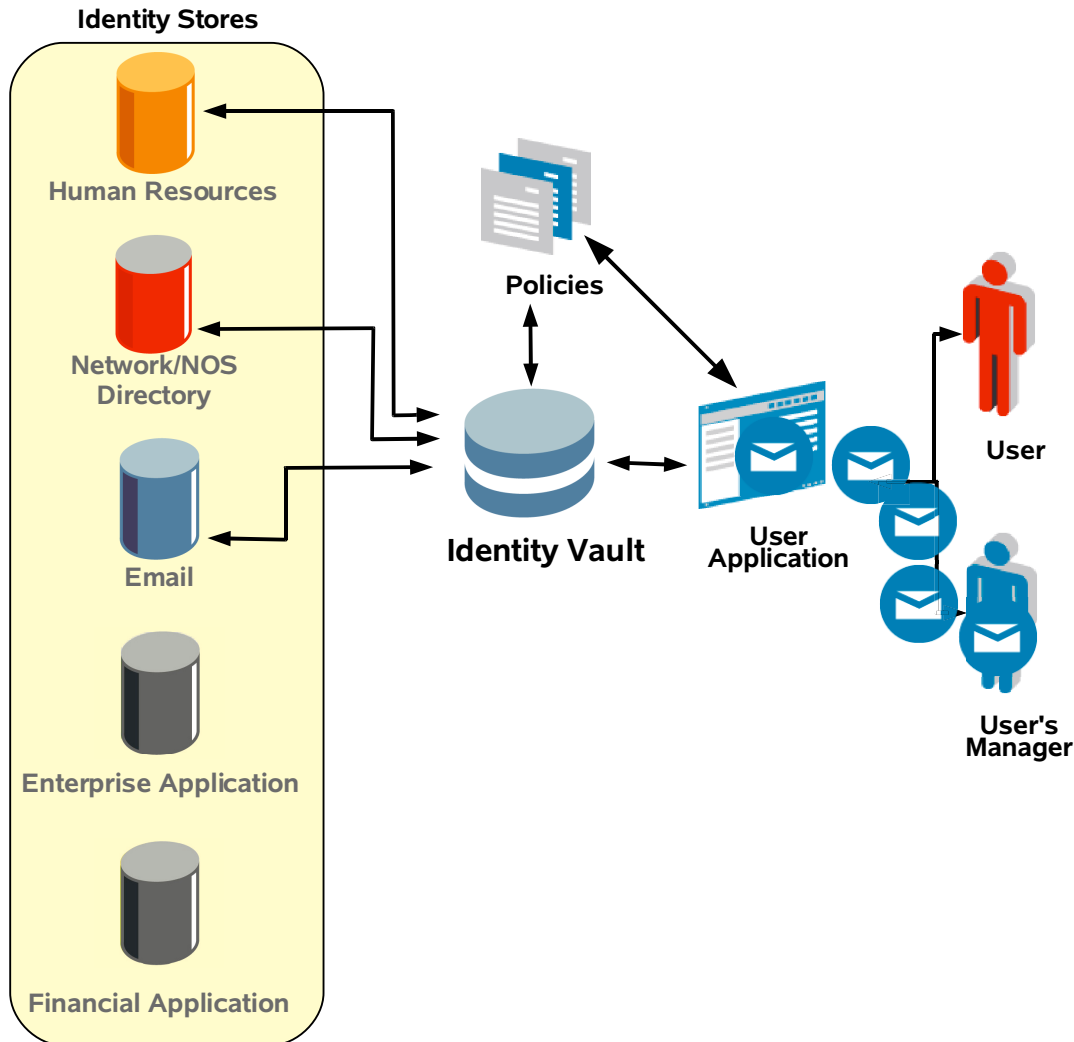 Identity Stores
Human Resources
Network/NOS
Directory
Email
Enterprise Application
Financial Application
Policies
Identity Vault
User
Application
User
User's
Manager